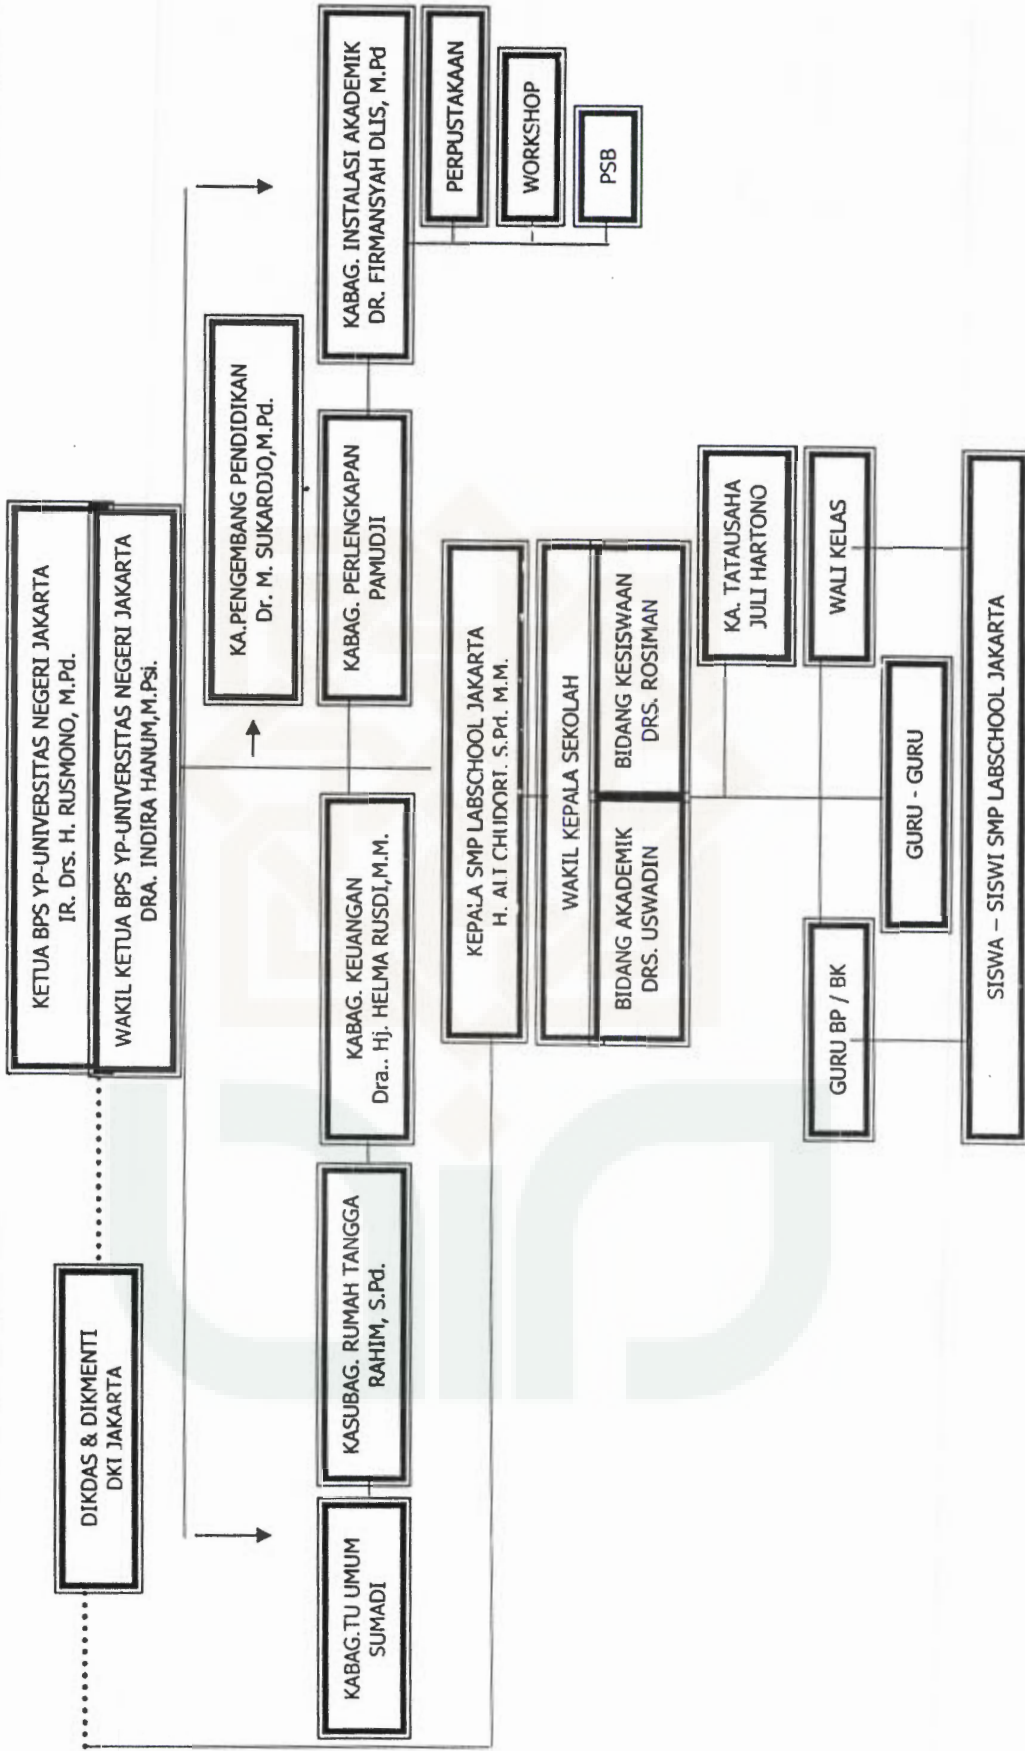 KETUA BPS YP-UNIVERSITAS NEGERI JAKARTA
IR. Drs. H. RUSMONO, M.Pd.
WAKIL KETUA BPS YP-UNIVERSITAS NEGERI JAKARTA
DRA. INDIRA HANUM,M.Psi.
DIKDAS & DIKMENTI
DKI JAKARTA
KA.PENGEMBANG PENDIDIKAN
Dr. M. SUKARDJO,M.Pd.
KABAG.TU UMUM
SUMADI
KASUBAG. RUMAH TANGGA
RAHIM, S.Pd.
KABAG. KEUANGAN
Dra.. Hj. HELMA RUSDI,M.M.
KABAG. PERLENGKAPAN
PAMUDJI
KABAG. INSTALASI AKADEMIK
DR. FIRMANSYAH DLIS, M.Pd
PERPUSTAKAAN
WORKSHOP
PSB
KEPALA SMP LABSCHOOL JAKARTA
H. ALI CHUDORI. S.Pd. M.M.
WAKIL KEPALA SEKOLAH
BIDANG AKADEMIK
DRS. USWADIN
BIDANG KESISWAAN
DRS. ROSIMAN
KA. TATAUSAHA
JULI HARTONO
GURU BP / BK
WALI KELAS
GURU - GURU
SISWA – SISWI SMP LABSCHOOL JAKARTA